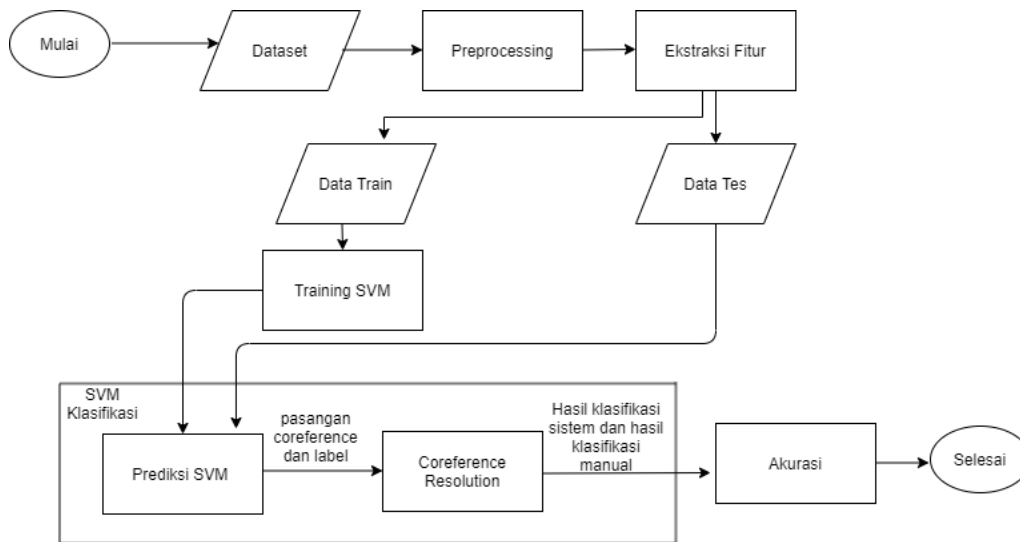 Mulai
Dataset
Preprocessing
Ekstraksi Fitur
Data Train
Data Tes
Training SVM
SVM
Klasifikasi
Prediksi SVM
pasangan
coreference
dan label
Coreference
Resolution
Hasil klasifikasi
sistem dan hasil
klasifikasi
manual
Akurasi
Selesai